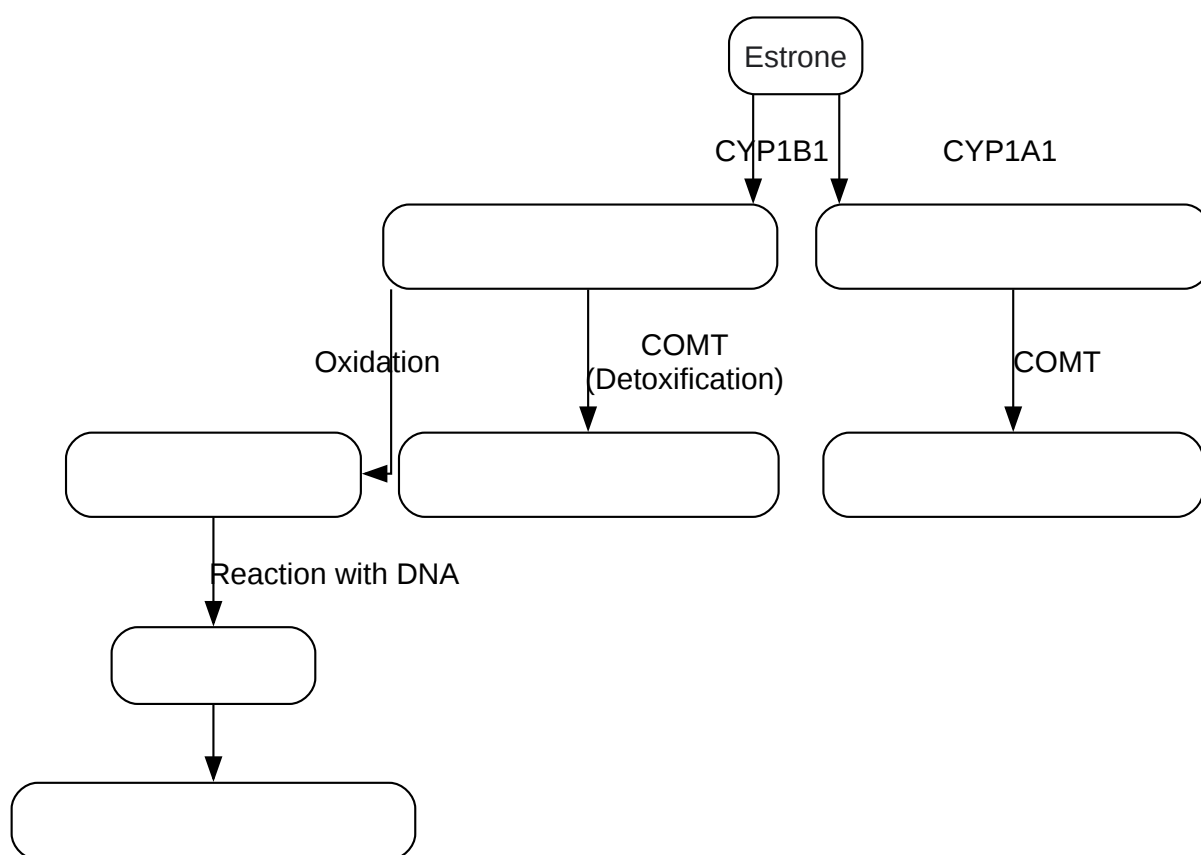 Estrone
CYP1B1
CYP1A1
Oxidation
COMT
(Detoxification)
COMT
Reaction with DNA